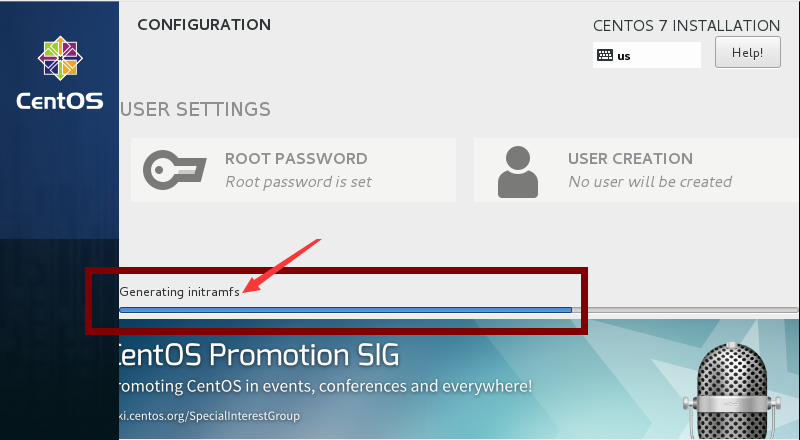 CONFIGURATION
CENTOS 7 INSTALLATION
us
Help!
CentOS
USER SETTINGS
ROOT PASSWORD
Root password is set
USER CREATION
No user will be created
Generating initramfs
entOS Promotion SIG
romoting CentOS in events, conferences and everywhere!
ki.centos.org/SpecialInterestGroup